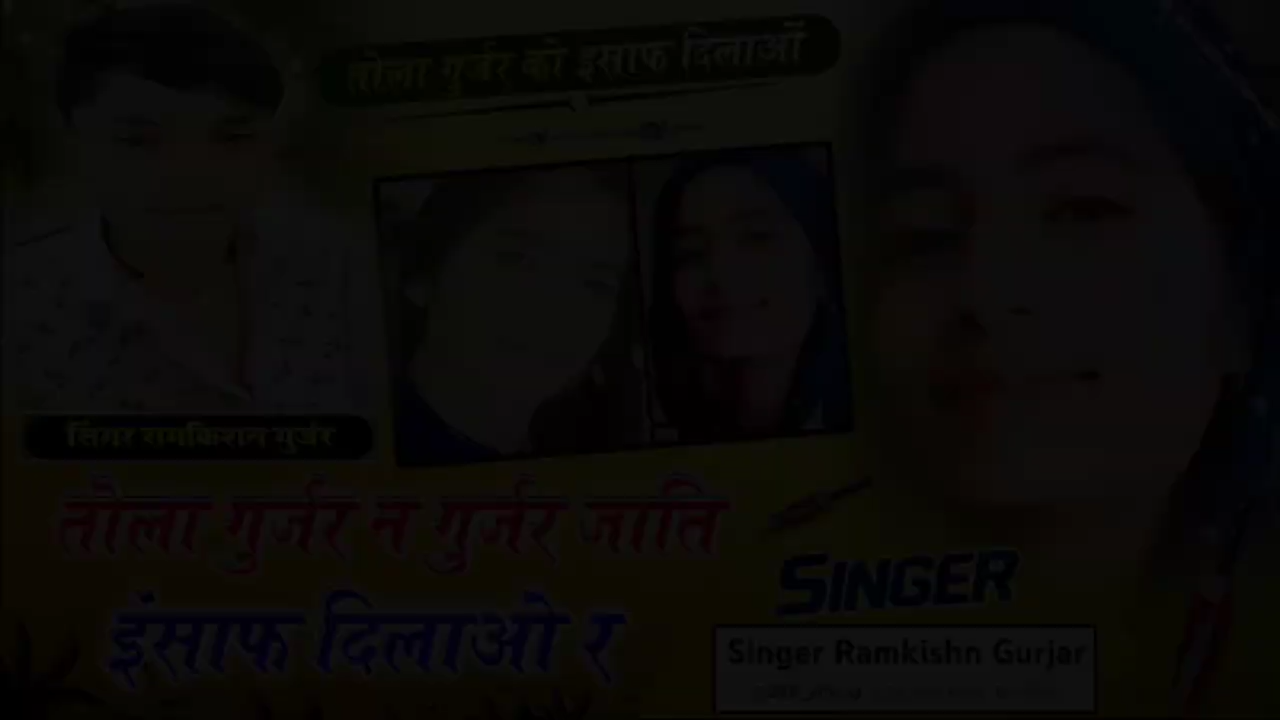 तोला गुर्जर को इंसाफ दिलाओं
सिंगर रामकिशन गुर्जर
तोला गुर्जर न गुर्जर जाति
इंसाफ दिलाओ र
SINGER
Singer Ramkishn Gurjar